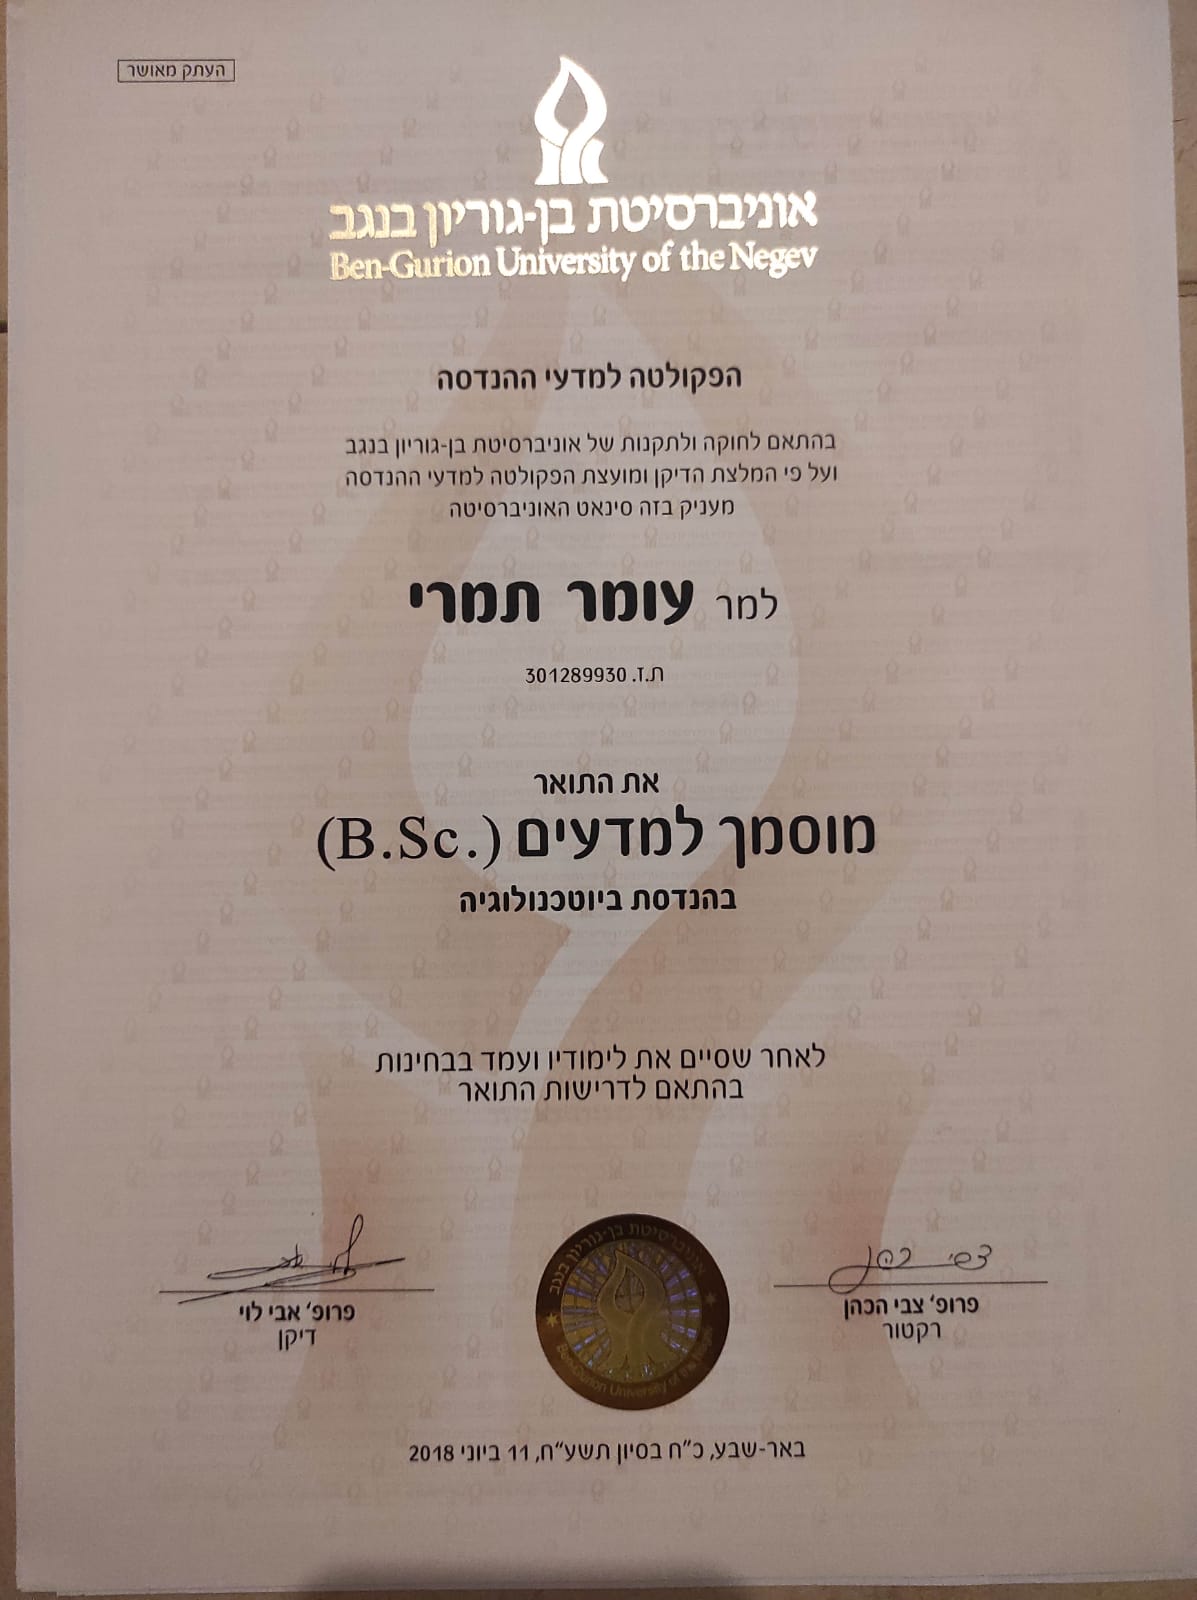 העתק מאושר
אוניברסיטת בן-גוריון בנגב
Ben-Gurion University of the Negev
הפקולטה למדעי ההנדסה
בהתאם לחוקה ולתקנות של אוניברסיטת בן-גוריון בנגב
ועל פי המלצת הדיקן ומועצת הפקולטה למדעי ההנדסה
מעניק בזה סינאט האוניברסיטה
למר עומר תמרי
ת.ז. 301289930
את התואר
מוסמך למדעים (B.Sc.)
בהנדסת ביוטכנולוגיה
לאחר שסיים את לימודיו ועמד בבחינות
בהתאם לדרישות התואר
פרופ' צבי הכהן
רקטור
פרופ' אבי לוי
דיקן
אוניברסיטת בן-גוריון בנגב
Ben-Gurion University of the Negev
באר-שבע, כ"ח בסיון תשע"ח, 11 ביוני 2018